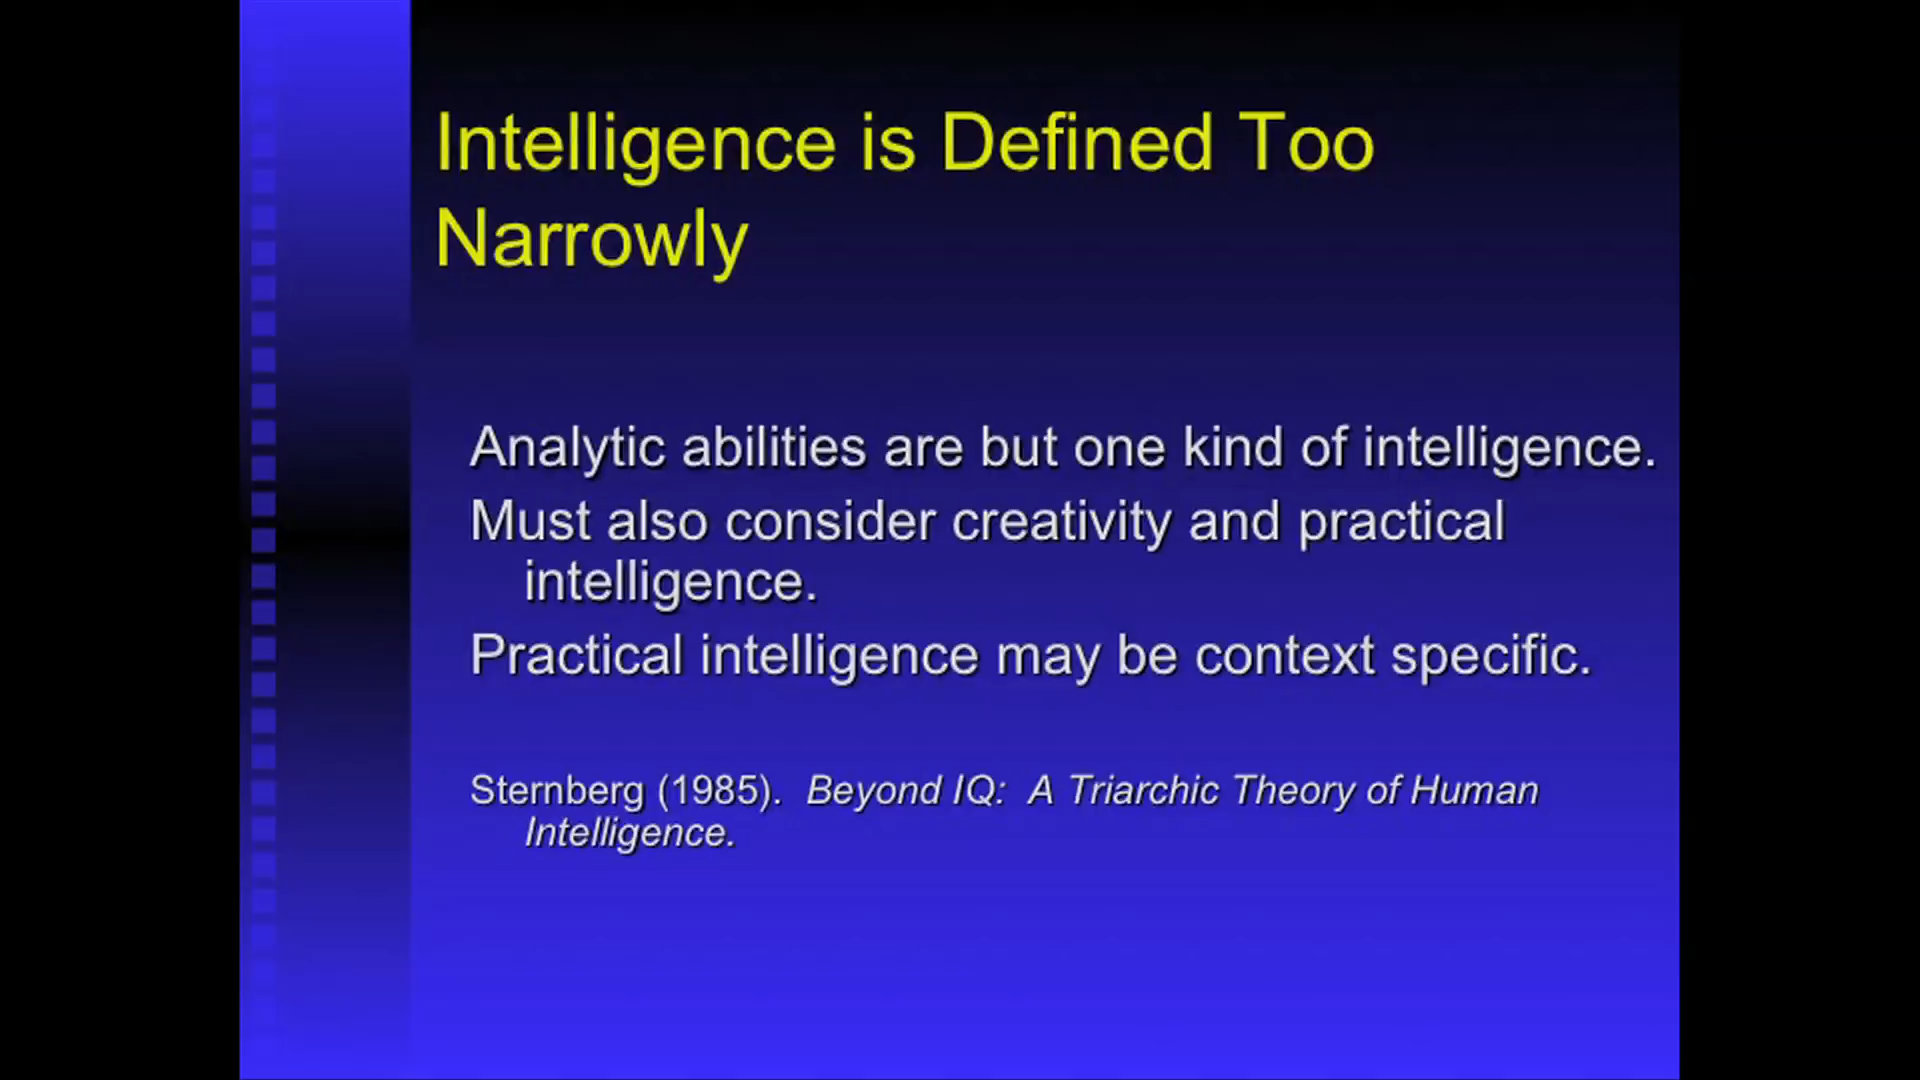 Intelligence is Defined Too
Narrowly
Analytic abilities are but one kind of intelligence.
Must also consider creativity and practical
intelligence.
Practical intelligence may be context specific.
Sternberg (1985).  Beyond IQ:  A Triarchic Theory of Human
Intelligence.